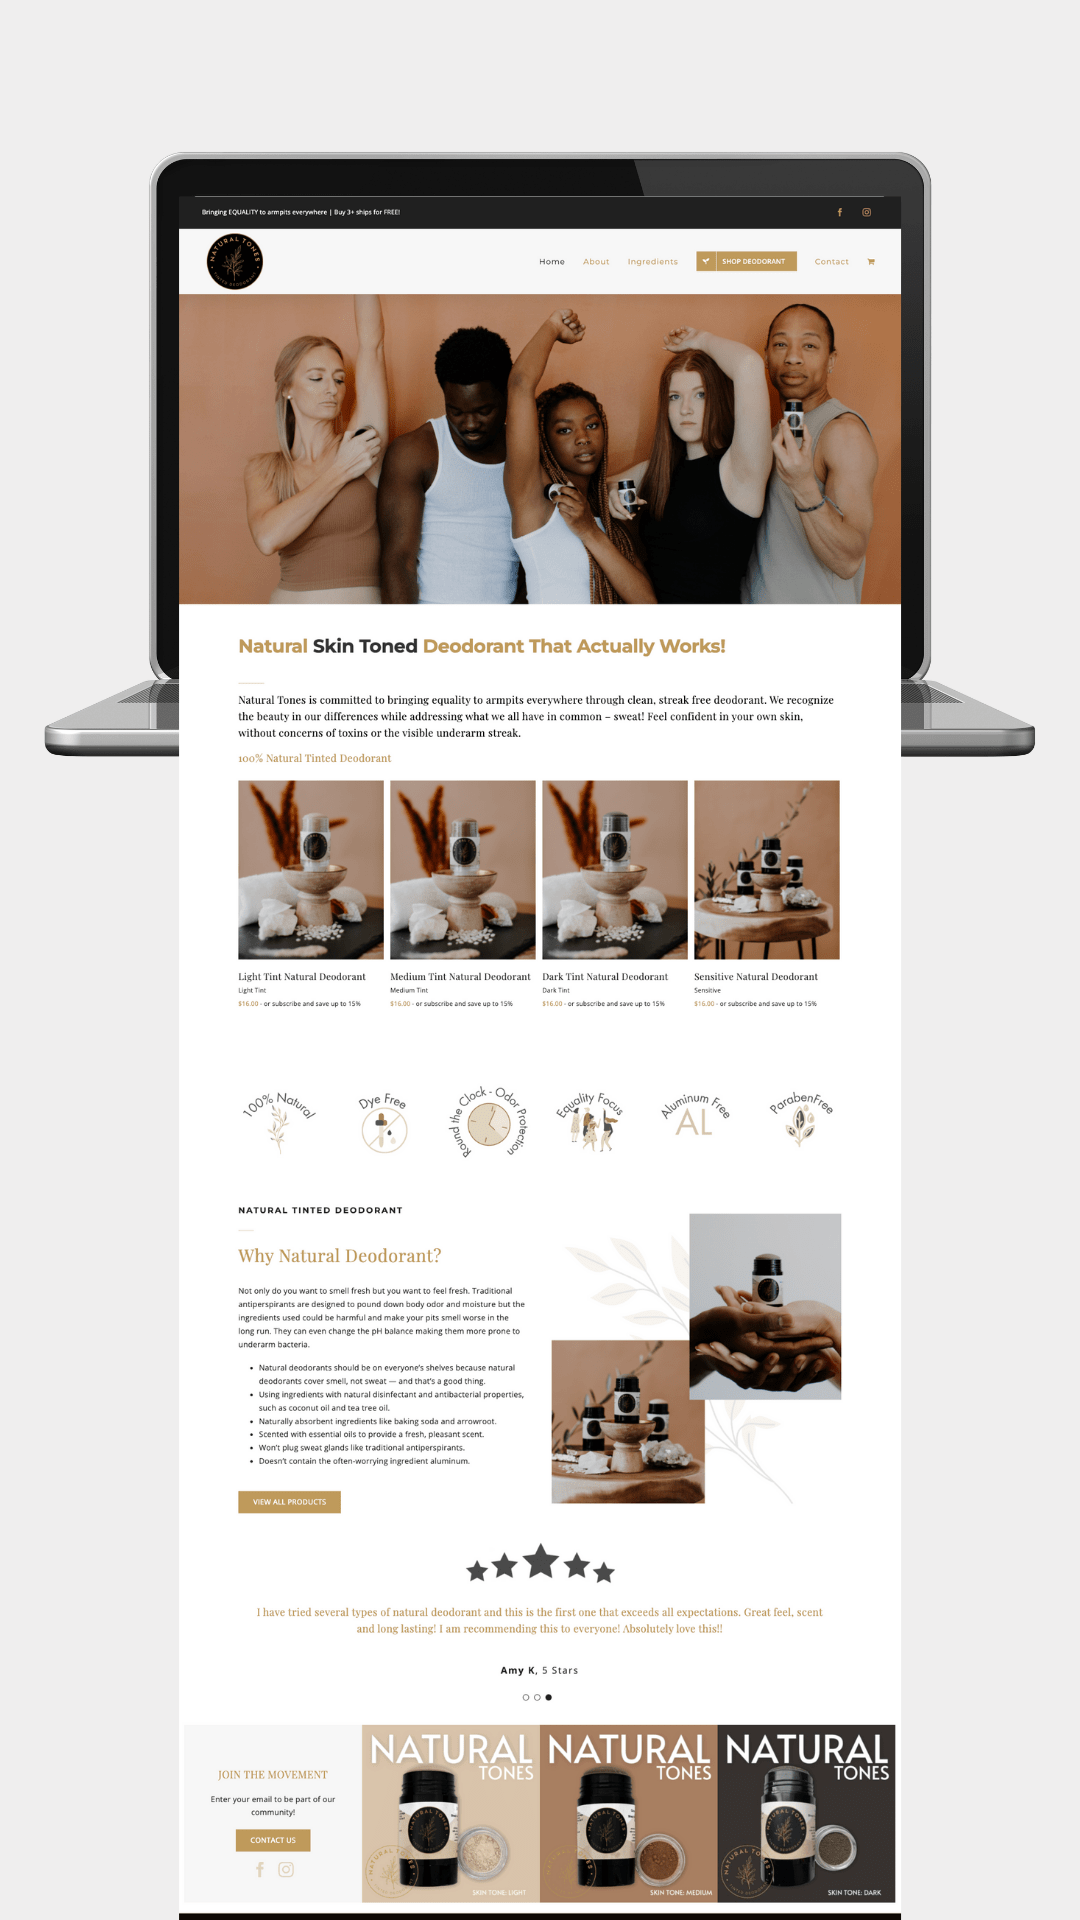 Bringing EQUALITY to armpits everywhere | Buy 3+ ships for FREE!
NATURAL TONES
TINTED DEODORANT
Home
About
Ingredients
SHOP DEODORANT
Contact
Natural Skin Toned Deodorant That Actually Works!
Natural Tones is committed to bringing equality to armpits everywhere through clean, streak free deodorant. We recognize
the beauty in our differences while addressing what we all have in common – sweat! Feel confident in your own skin,
without concerns of toxins or the visible underarm streak.
100% Natural Tinted Deodorant
Light Tint Natural Deodorant
Light Tint
$16.00 - or subscribe and save up to 15%
Medium Tint Natural Deodorant
Medium Tint
$16.00 - or subscribe and save up to 15%
Dark Tint Natural Deodorant
Dark Tint
$16.00 - or subscribe and save up to 15%
Sensitive Natural Deodorant
Sensitive
$16.00 - or subscribe and save up to 15%
100% Natural
Dye Free
Round the Clock - Odor Protection
Equality Focus
Aluminum Free
AL
ParabenFree
NATURAL TINTED DEODORANT
Why Natural Deodorant?
Not only do you want to smell fresh but you want to feel fresh. Traditional
antiperspirants are designed to pound down body odor and moisture but the
ingredients used could be harmful and make your pits smell worse in the
long run. They can even change the pH balance making them more prone to
underarm bacteria.
• Natural deodorants should be on everyone's shelves because natural
deodorants cover smell, not sweat — and that's a good thing.
• Using ingredients with natural disinfectant and antibacterial properties,
such as coconut oil and tea tree oil.
• Naturally absorbent ingredients like baking soda and arrowroot.
• Scented with essential oils to provide a fresh, pleasant scent.
• Won't plug sweat glands like traditional antiperspirants.
• Doesn't contain the often-worrying ingredient aluminum.
VIEW ALL PRODUCTS
I have tried several types of natural deodorant and this is the first one that exceeds all expectations. Great feel, scent
and long lasting! I am recommending this to everyone! Absolutely love this!!
Amy K, 5 Stars
JOIN THE MOVEMENT
Enter your email to be part of our
community!
CONTACT US
NATURAL
TONES
NATURAL TONES
SKIN TONE: LIGHT
NATURAL
TONES
NATURAL TONES
SKIN TONE: MEDIUM
NATURAL
TONES
NATURAL TONES
SKIN TONE: DARK